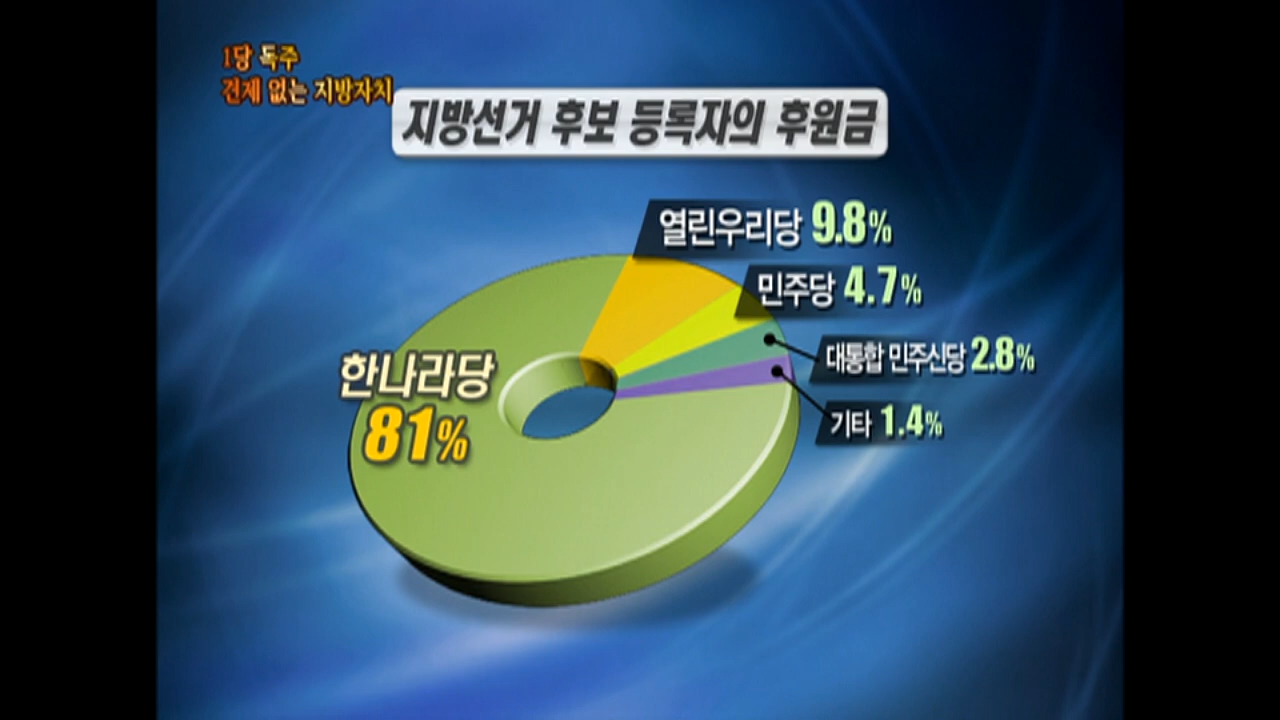 1당 독주
견제 없는 지방자치
지방선거 후보 등록자의 후원금
열린우리당 9.8%
민주당 4.7%
대통합 민주신당 2.8%
기타 1.4%
한나라당
81%